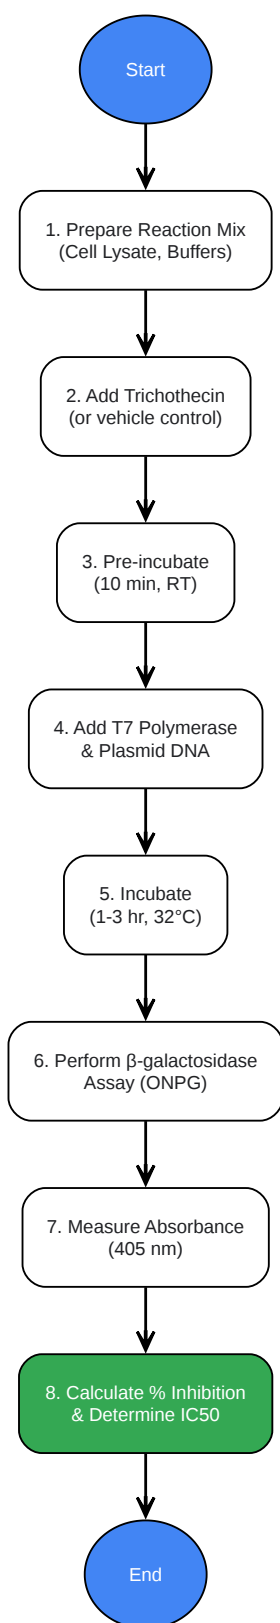 Start
1. Prepare Reaction Mix
(Cell Lysate, Buffers)
2. Add Trichothecin
(or vehicle control)
3. Pre-incubate
(10 min, RT)
4. Add T7 Polymerase
& Plasmid DNA
5. Incubate
(1-3 hr, 32°C)
6. Perform β-galactosidase
Assay (ONPG)
7. Measure Absorbance
(405 nm)
8. Calculate % Inhibition
& Determine IC50
End